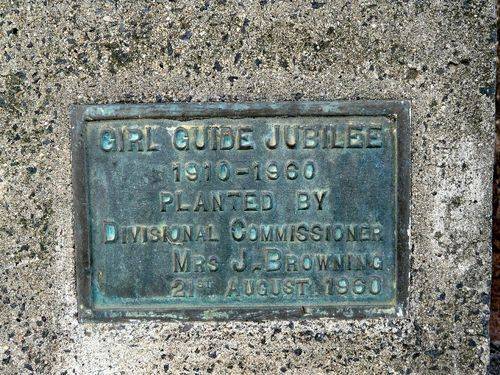 GIRL GUIDE JUBILEE
1910-1960
PLANTED BY
DIVISIONAL COMMISSIONER
MRS J. BROWNING
21ST AUGUST 1960